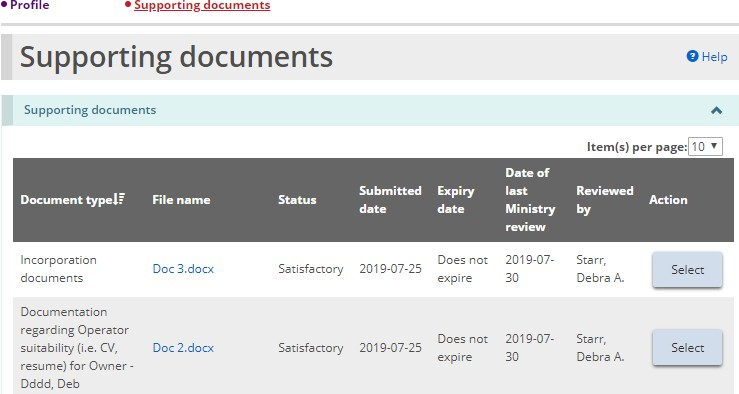 Profile Supporting documents
Supporting documents
Help
Supporting documents
Item(s) per page: 10
Document type File name Status Submitted date Expiry date Date of last Ministry review Reviewed by Action
Incorporation documents Doc 3.docx Satisfactory 2019-07-25 Does not expire 2019-07-30 Starr, Debra A. Select
Documentation regarding Operator suitability (i.e. CV, resume) for Owner - Dddd, Deb Doc 2.docx Satisfactory 2019-07-25 Does not expire 2019-07-30 Starr, Debra A. Select